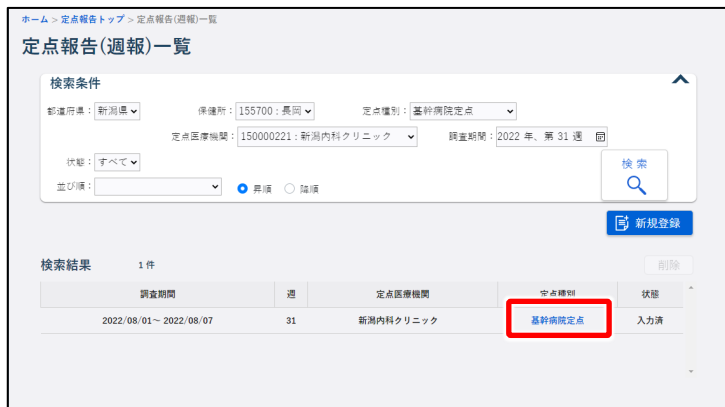 ホーム > 定点報告トップ > 定点報告(週報)一覧
定点報告(週報)一覧
検索条件
都道府県： 新潟県 保健所： 155700：長岡 定点種別： 基幹病院定点
定点医療機関： 150000221：新潟内科クリニック 調査期間： 2022 年、第 31 週
状態： すべて
検 索
並び順： 昇順 降順
新規登録
検索結果 1 件 削除
調査期間 週 定点医療機関 定点種別 状態
2022/08/01～ 2022/08/07 31 新潟内科クリニック 基幹病院定点 入力済